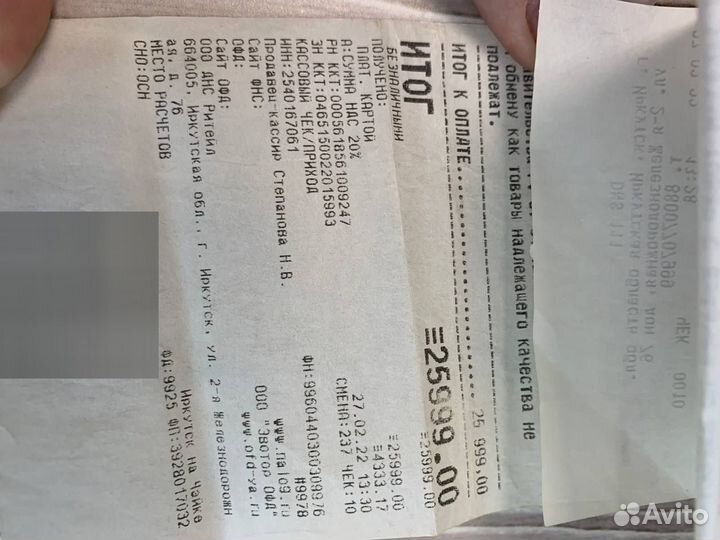 подлежат.
обмену как товары надлежащего качества не
ИТОГ К ОПЛАТЕ 25 999.00
ИТОГ ≡25999.00
БЕЗНАЛИЧНЫМИ ≡25999.00
ПОЛУЧЕНО:
ПЛАТ. КАРТОЙ ≡25999.00
А:СУММА НДС 20% ≡4333.17
РН ККТ:0005618561009247 27.02.22 13:30
ЗН ККТ:04651500220 15993 СМЕНА:237 ЧЕК:10
КАССОВЫЙ ЧЕК/ПРИХОД
ИНН:2540167061 ФН:9960440300309976
Продавец-кассир Степанова Н.В. #9978
Сайт ФНС: www.nalog.ru
ОФД: ООО "Эвотор ОФД"
Сайт ОФД: www.ofd-ya.ru
ООО ДНС Ритейл
664005, Иркутская обл., г. Иркутск, ул. 2-я Железнодорожн
ая, д. 76
МЕСТО РАСЧЕТОВ Иркутск на Чайке
СНО:ОСН ФД:9925 ФП:3928017032
Avito